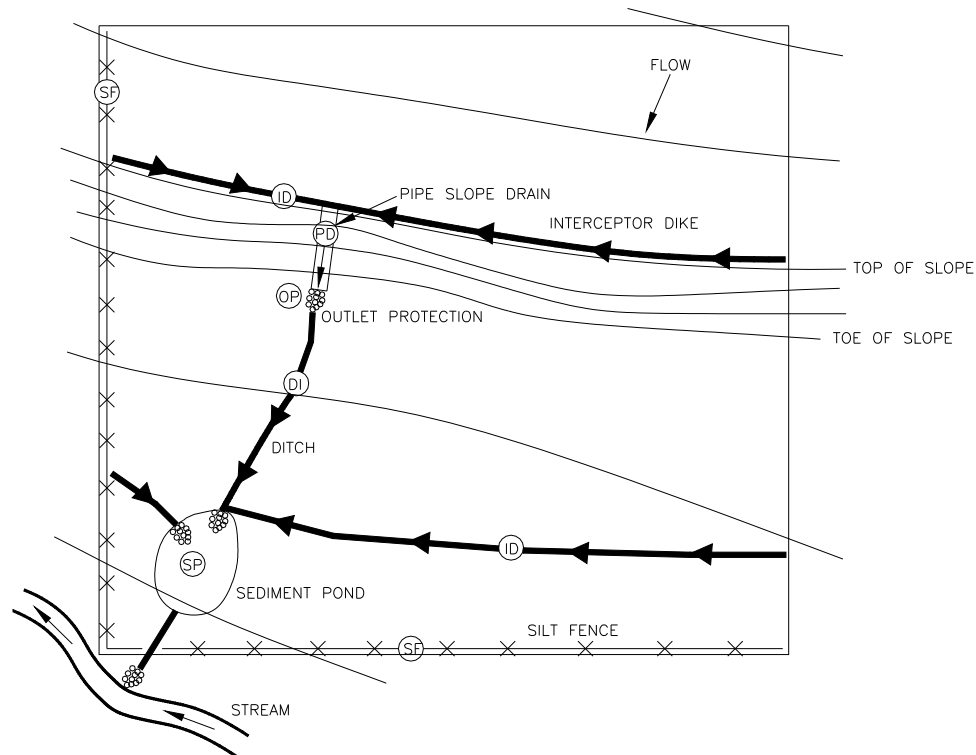 FLOW
SF
PIPE SLOPE DRAIN
ID
INTERCEPTOR DIKE
PD
TOP OF SLOPE
OP
OUTLET PROTECTION
TOE OF SLOPE
DI
DITCH
ID
SP
SEDIMENT POND
SILT FENCE
SF
STREAM